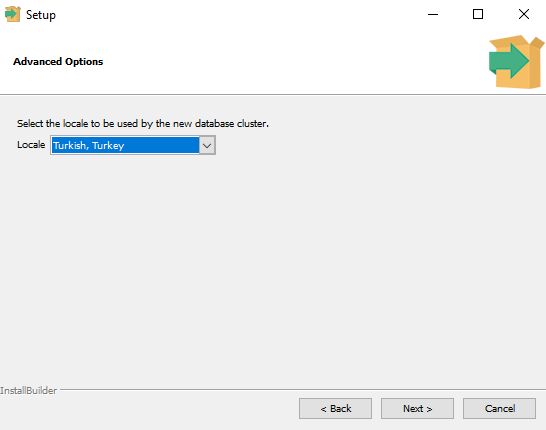 Setup
Advanced Options
Select the locale to be used by the new database cluster.
Locale Turkish, Turkey
InstallBuilder
< Back Next > Cancel